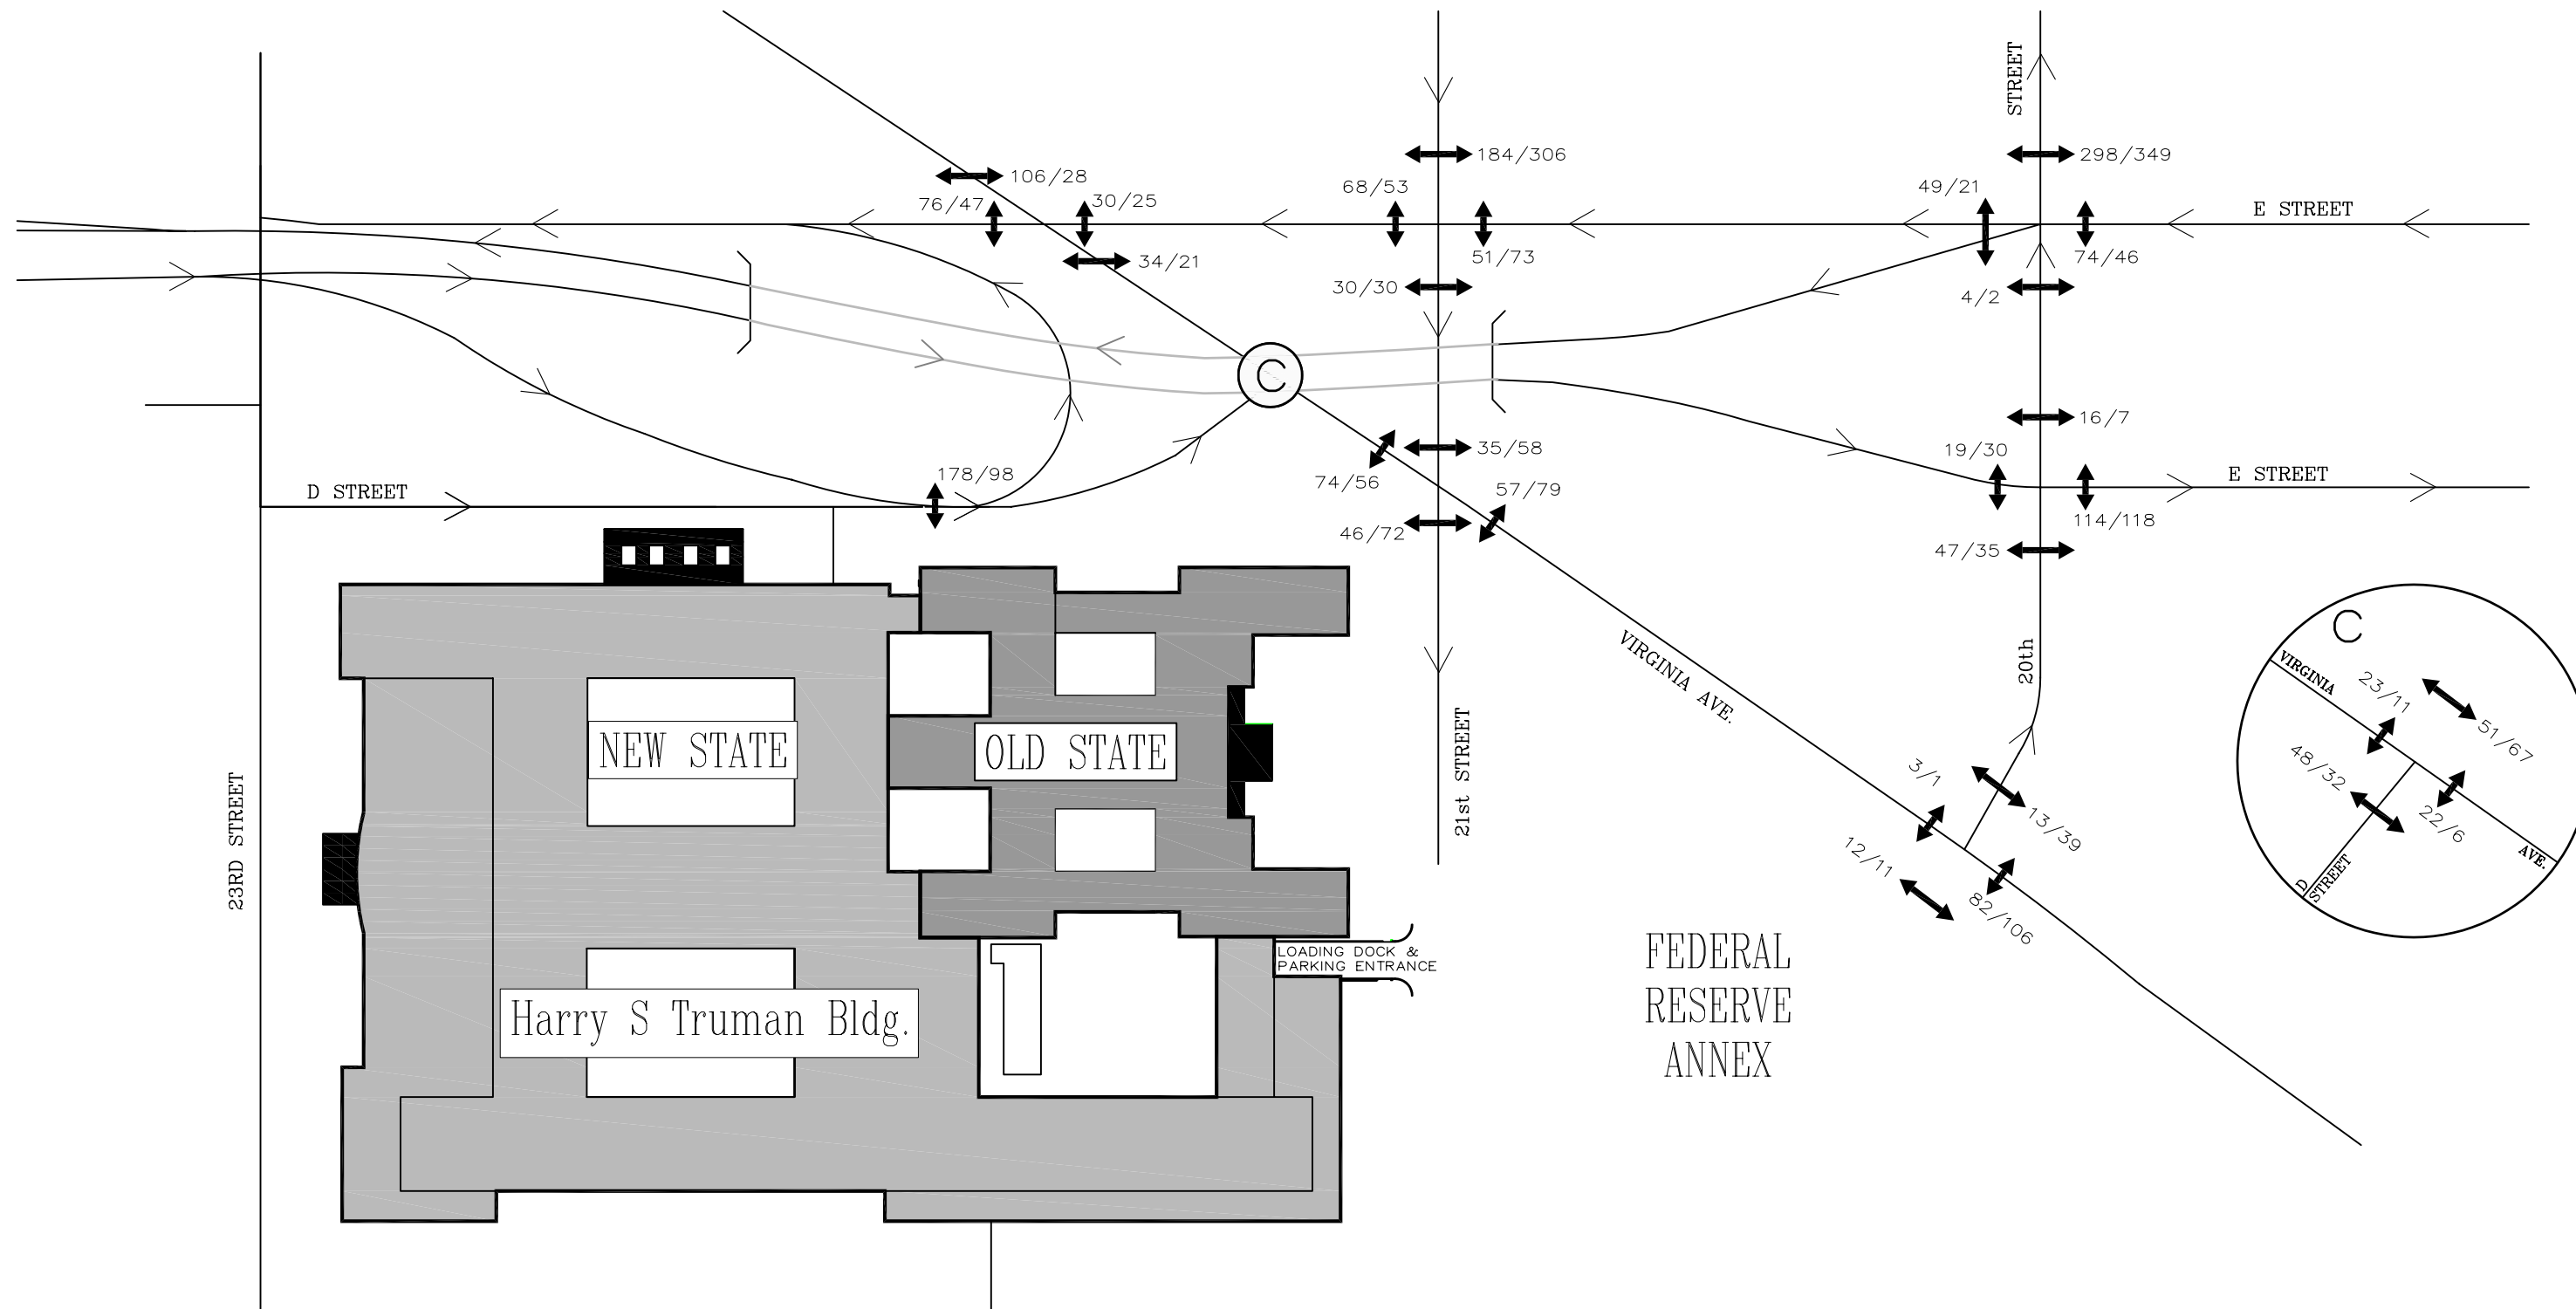 STREET
106/28
184/306
298/349
76/47
30/25
68/53
49/21
E STREET
34/21
51/73
74/46
30/30
4/2
C
16/7
35/58
19/30
178/98
74/56
57/79
E STREET
D STREET
46/72
114/118
47/35
C
VIRGINIA AVE.
20th
VIRGINIA
23/11
51/67
48/32
22/6
AVE.
D
STREET
NEW STATE
OLD STATE
21st STREET
23RD STREET
3/1
13/39
12/11
82/106
LOADING DOCK &
PARKING ENTRANCE
FEDERAL
RESERVE
ANNEX
Harry S Truman Bldg.